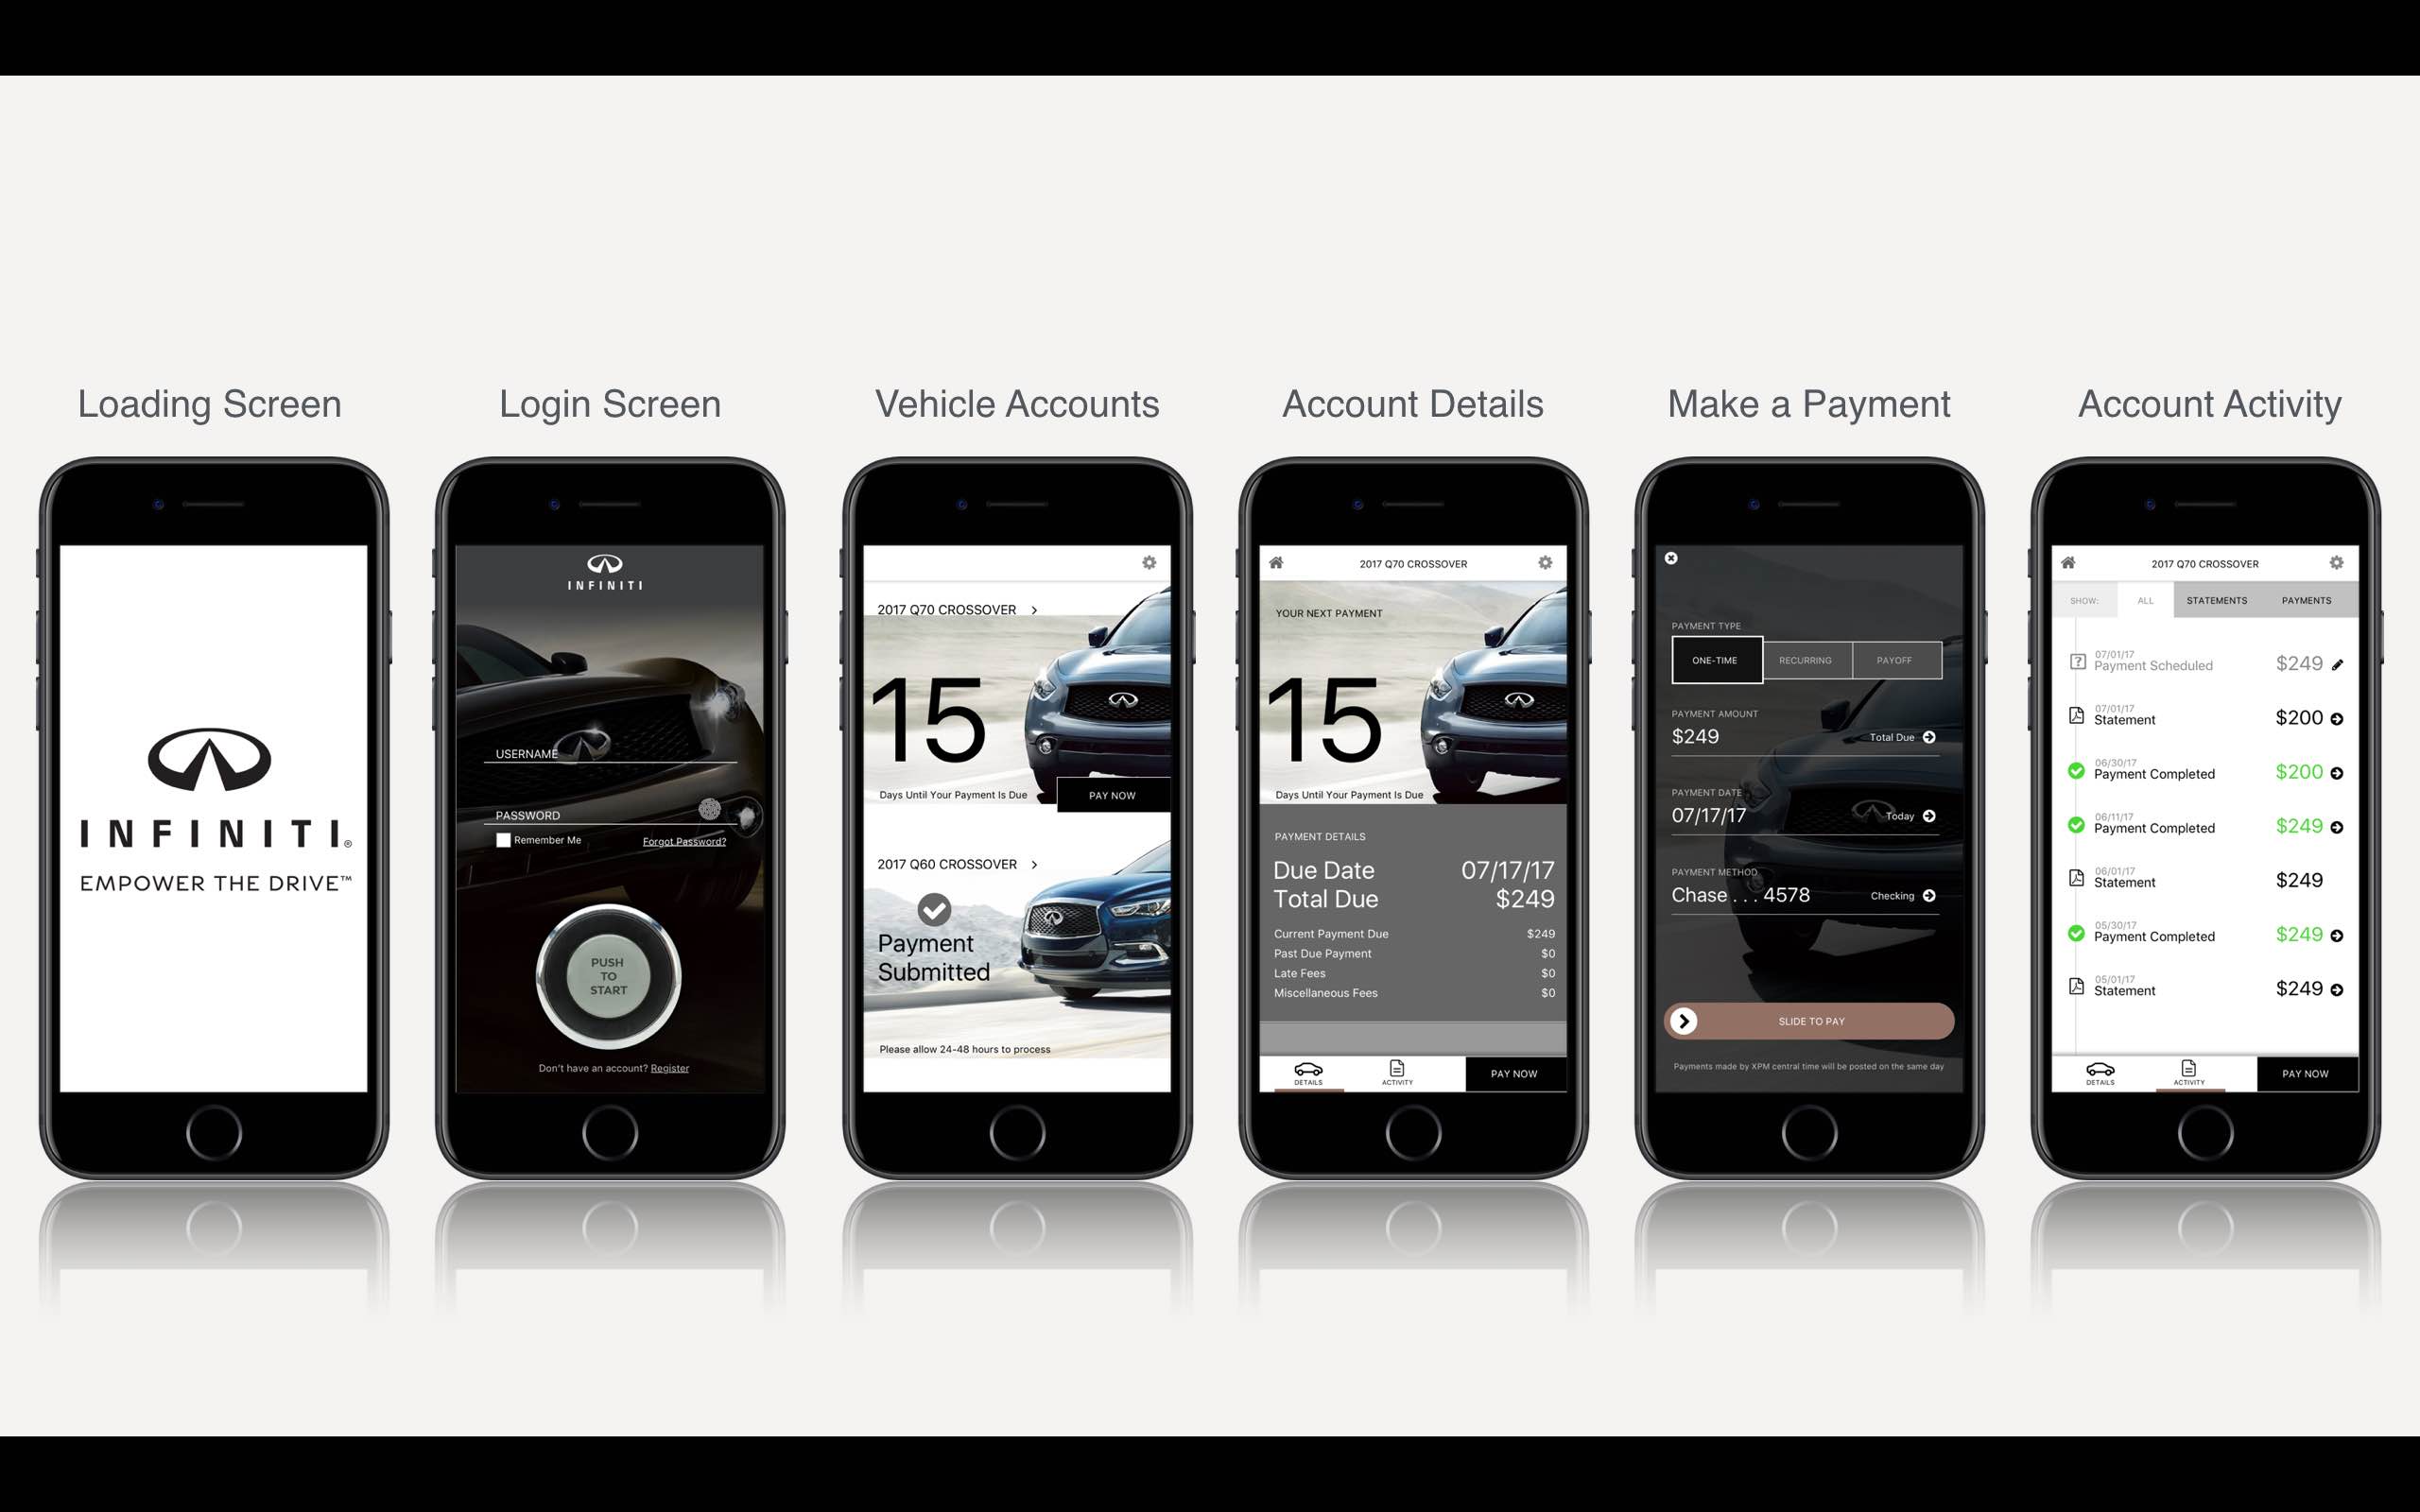 Loading Screen
INFINITI®
EMPOWER THE DRIVE™
Login Screen
INFINITI
USERNAME
PASSWORD
Remember Me Forgot Password?
PUSH
TO
START
Don't have an account? Register
Vehicle Accounts
2017 Q70 CROSSOVER >
15
Days Until Your Payment Is Due PAY NOW
2017 Q60 CROSSOVER >
Payment
Submitted
Please allow 24-48 hours to process
Account Details
2017 Q70 CROSSOVER
YOUR NEXT PAYMENT
15
Days Until Your Payment Is Due
PAYMENT DETAILS
Due Date 07/17/17
Total Due $249
Current Payment Due $249
Past Due Payment $0
Late Fees $0
Miscellaneous Fees $0
DETAILS ACTIVITY PAY NOW
Make a Payment
PAYMENT TYPE
ONE-TIME RECURRING PAYOFF
PAYMENT AMOUNT
$249 Total Due
PAYMENT DATE
07/17/17 Today
PAYMENT METHOD
Chase . . . 4578 Checking
SLIDE TO PAY
Payments made by XPM central time will be posted on the same day
Account Activity
2017 Q70 CROSSOVER
SHOW: ALL STATEMENTS PAYMENTS
07/01/17
Payment Scheduled $249
07/01/17
Statement $200
06/30/17
Payment Completed $200
06/11/17
Payment Completed $249
06/01/17
Statement $249
05/30/17
Payment Completed $249
05/01/17
Statement $249
DETAILS ACTIVITY PAY NOW